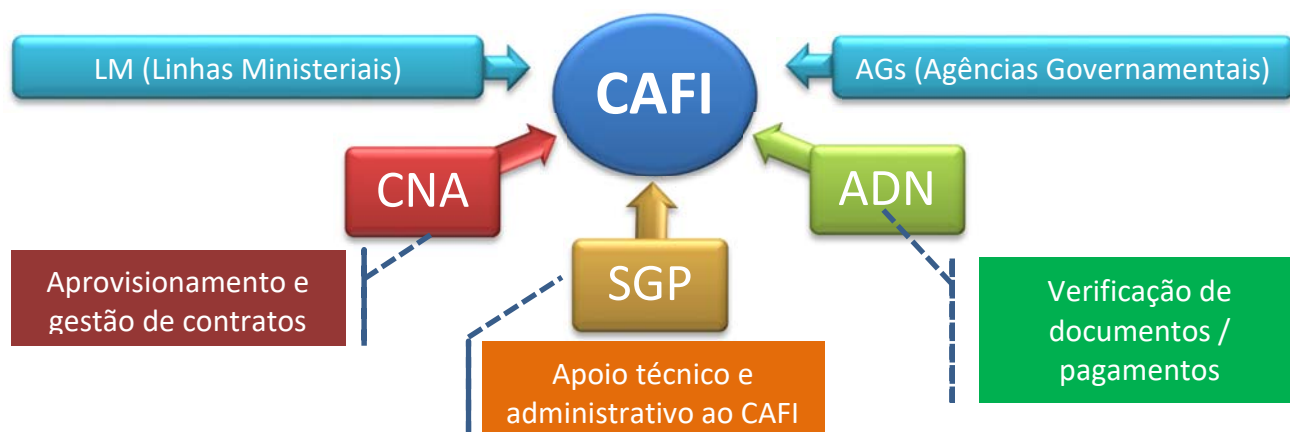 CAFI
LM (Linhas Ministeriais)
AGs (Agências Governamentais)
CNA
ADN
SGP
Aprovisionamento e
gestão de contratos
Verificação de
documentos /
pagamentos
Apoio técnico e
administrativo ao CAFI